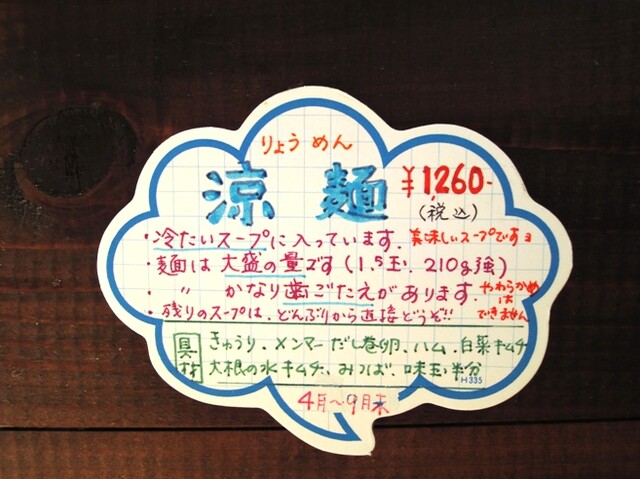 りょうめん
涼麺 ¥1,260-
(税込)
・冷たいスープに入っています. 美味しいスープですョ
・麺は大盛の量です(1.5玉. 210g強)
・〃 かなり歯ごたえがあります. やわらかめはできません
・残りのスープは、どんぶりから直接どうぞ!!
具材 きゅうり、メンマ、だし巻卵、ハム、白菜キムチ
大根の水キムチ、みつば、味玉半分
H335
4月〜9月末